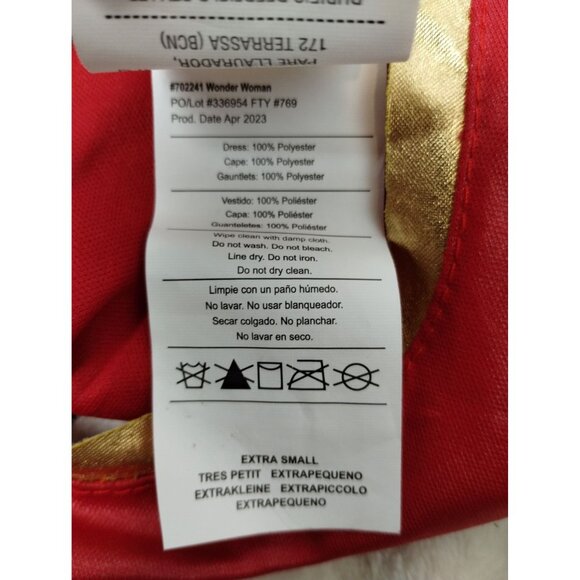 172 TERRASSA (BCN)
PARE LLAURADOR,
#702241 Wonder Woman
PO/Lot #336954 FTY #769
Prod. Date Apr 2023
Dress: 100% Polyester
Cape: 100% Polyester
Gauntlets: 100% Polyester
Vestido: 100% Poliéster
Capa: 100% Poliéster
Guanteletes: 100% Poliéster
Wipe clean with damp cloth.
Do not wash. Do not bleach.
Line dry. Do not iron.
Do not dry clean.
Limpie con un paño húmedo.
No lavar. No usar blanqueador.
Secar colgado. No planchar.
No lavar en seco.
EXTRA SMALL
TRES PETIT EXTRAPEQUENO
EXTRAKLEINE EXTRAPICCOLO
EXTRAPEQUENO